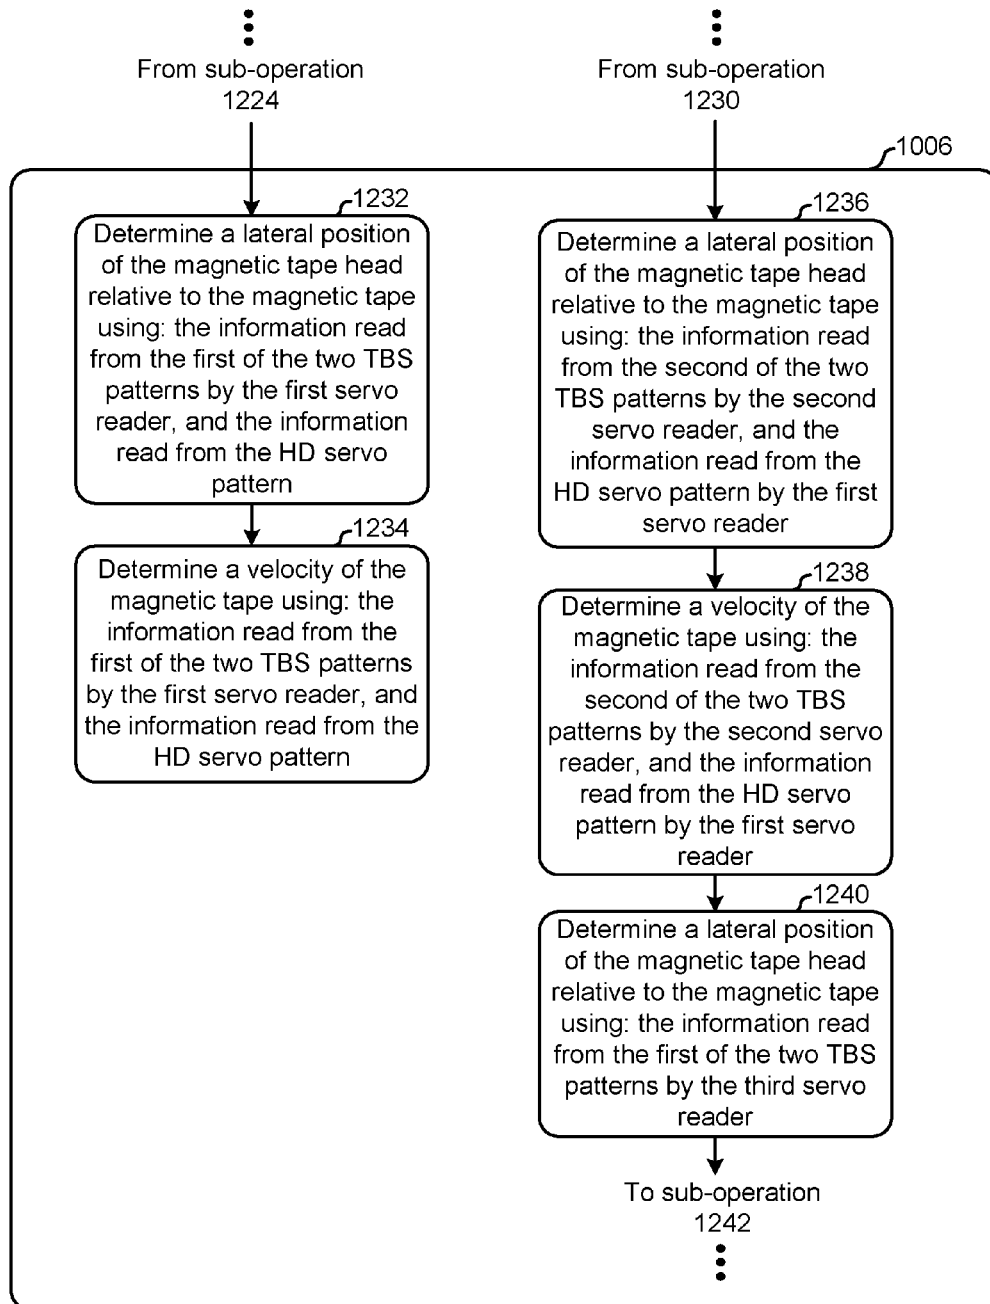 From sub-operation
1224
From sub-operation
1230
1006
1232
Determine a lateral position
of the magnetic tape head
relative to the magnetic tape
using: the information read
from the first of the two TBS
patterns by the first servo
reader, and the information
read from the HD servo
pattern
1234
Determine a velocity of the
magnetic tape using: the
information read from the
first of the two TBS patterns
by the first servo reader, and
the information read from the
HD servo pattern
1236
Determine a lateral position
of the magnetic tape head
relative to the magnetic tape
using: the information read
from the second of the two
TBS patterns by the second
servo reader, and the
information read from the
HD servo pattern by the first
servo reader
1238
Determine a velocity of the
magnetic tape using: the
information read from the
second of the two TBS
patterns by the second servo
reader, and the information
read from the HD servo
pattern by the first servo
reader
1240
Determine a lateral position
of the magnetic tape head
relative to the magnetic tape
using: the information read
from the first of the two TBS
patterns by the third servo
reader
To sub-operation
1242